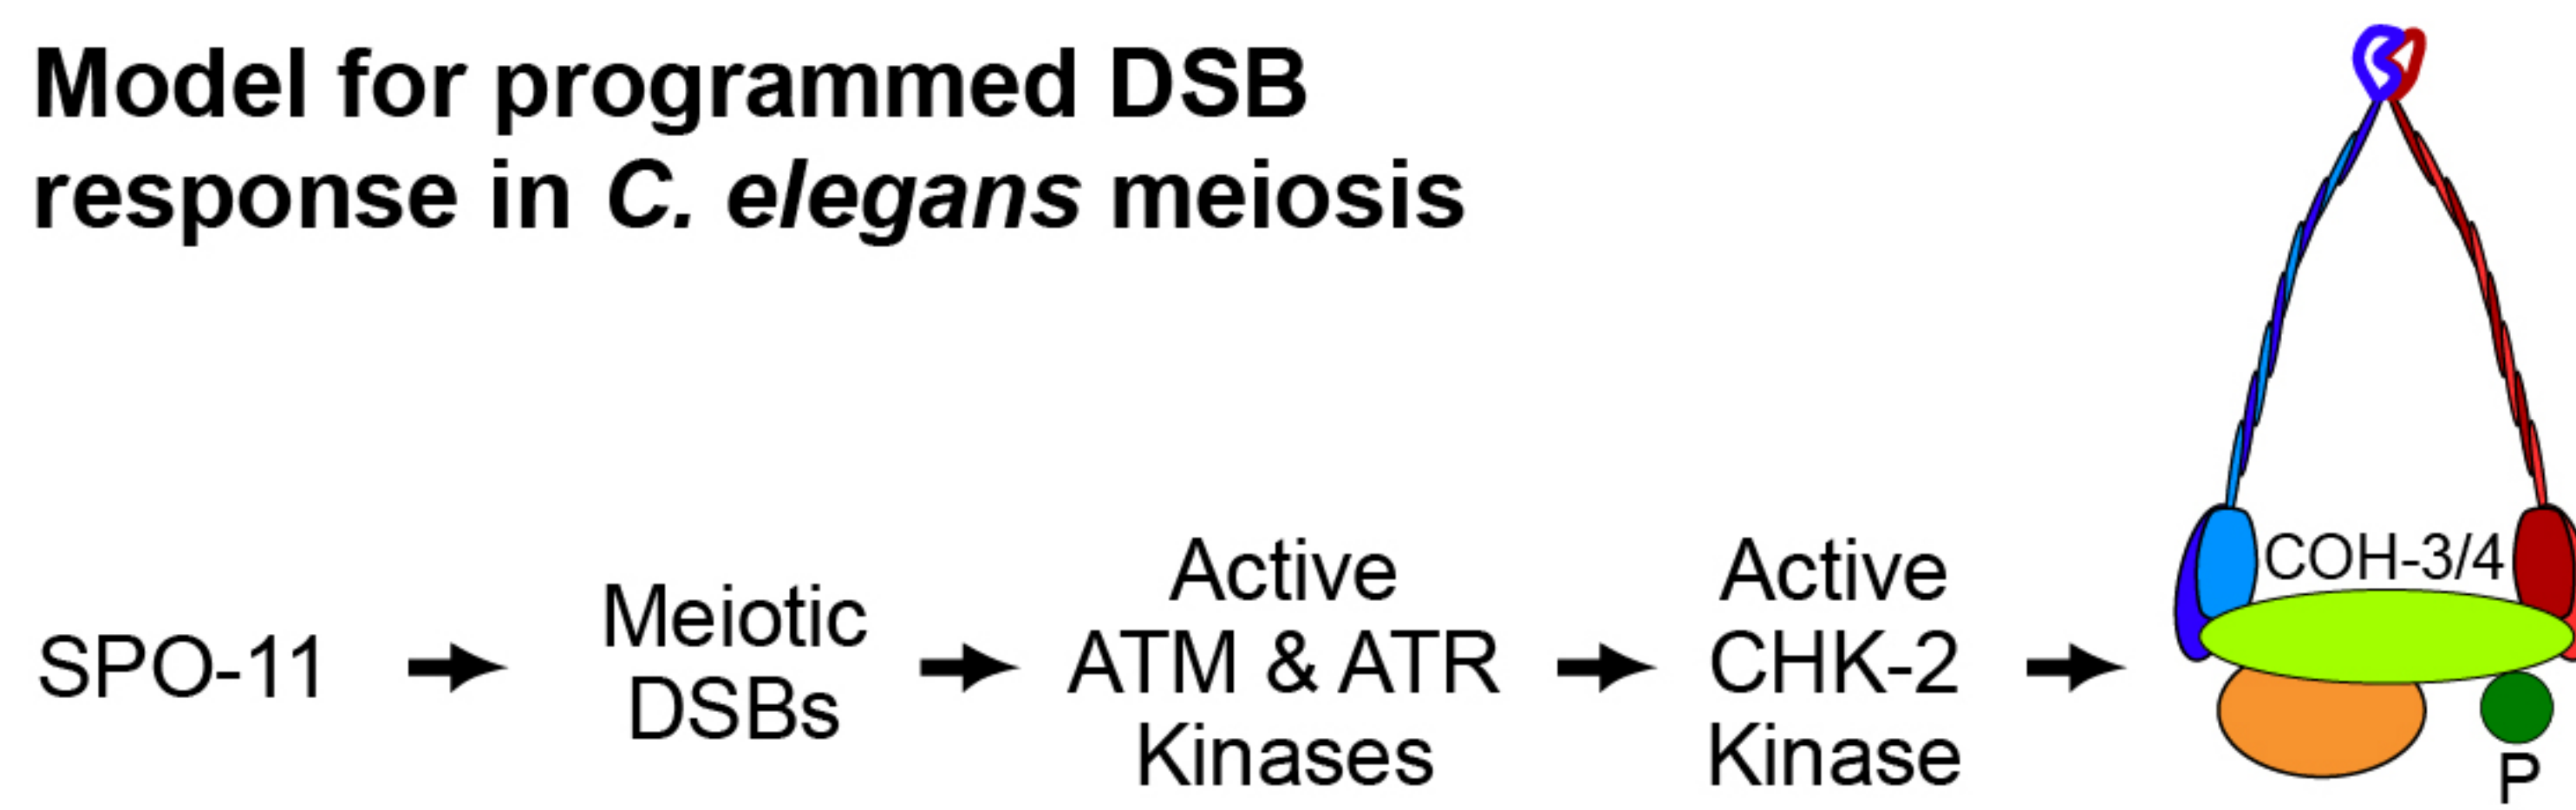 Model for programmed DSB
response in C. elegans meiosis
SPO-11
Meiotic
DSBs
Active
ATM & ATR
Kinases
Active
CHK-2
Kinase
COH-3/4
P